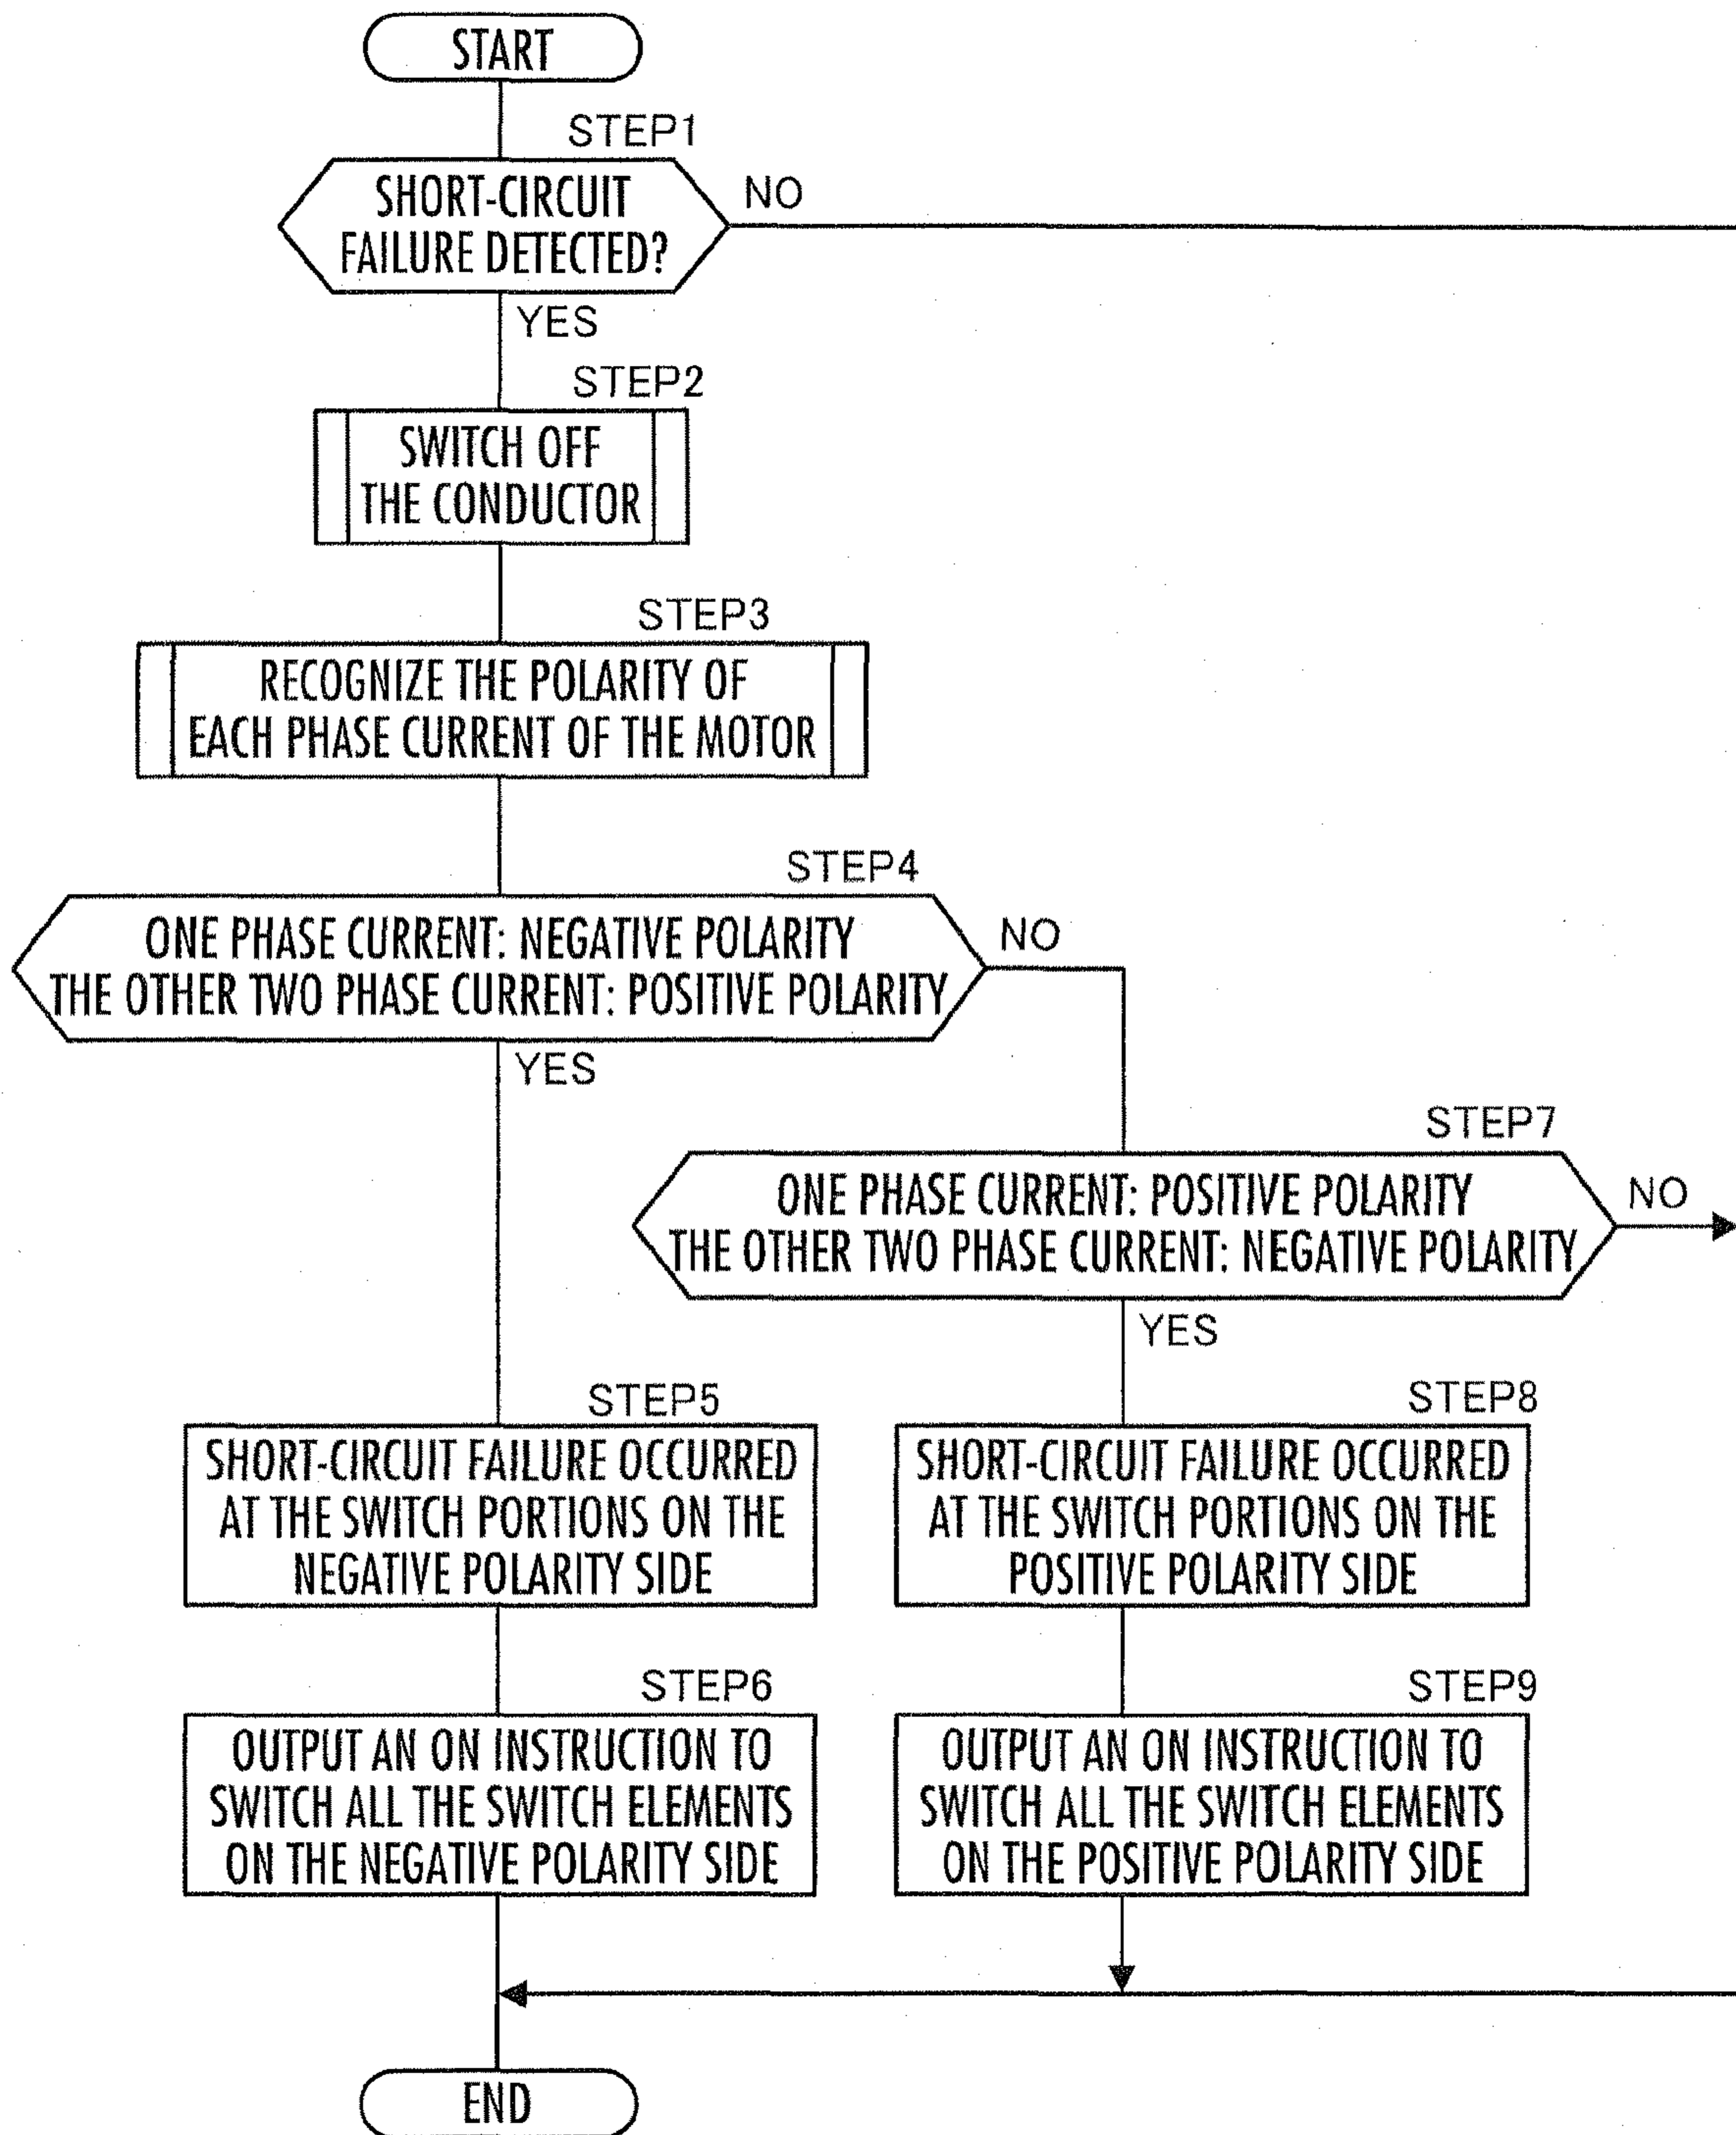 START
STEP1
SHORT-CIRCUIT
FAILURE DETECTED?
NO
YES
STEP2
SWITCH OFF
THE CONDUCTOR
STEP3
RECOGNIZE THE POLARITY OF
EACH PHASE CURRENT OF THE MOTOR
STEP4
ONE PHASE CURRENT: NEGATIVE POLARITY
THE OTHER TWO PHASE CURRENT: POSITIVE POLARITY
NO
YES
STEP7
ONE PHASE CURRENT: POSITIVE POLARITY
THE OTHER TWO PHASE CURRENT: NEGATIVE POLARITY
NO
YES
STEP5
SHORT-CIRCUIT FAILURE OCCURRED
AT THE SWITCH PORTIONS ON THE
NEGATIVE POLARITY SIDE
STEP8
SHORT-CIRCUIT FAILURE OCCURRED
AT THE SWITCH PORTIONS ON THE
POSITIVE POLARITY SIDE
STEP6
OUTPUT AN ON INSTRUCTION TO
SWITCH ALL THE SWITCH ELEMENTS
ON THE NEGATIVE POLARITY SIDE
STEP9
OUTPUT AN ON INSTRUCTION TO
SWITCH ALL THE SWITCH ELEMENTS
ON THE POSITIVE POLARITY SIDE
END